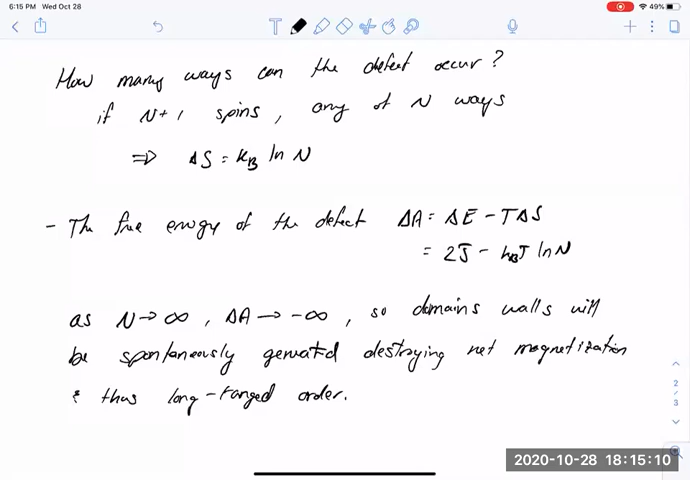 6:15 PM Wed Oct 28
49%
How many ways can the defect occur?
if N+1 spins, any of N ways
⇒ ΔS = k_B ln N
- The free energy of the defect ΔA = ΔE - TΔS
= 2J - k_BT ln N
as N → ∞, ΔA → -∞, so domains walls will
be spontaneously generated destroying net magnetization
& thus long-ranged order.
2
/
3
2020-10-28 18:15:10